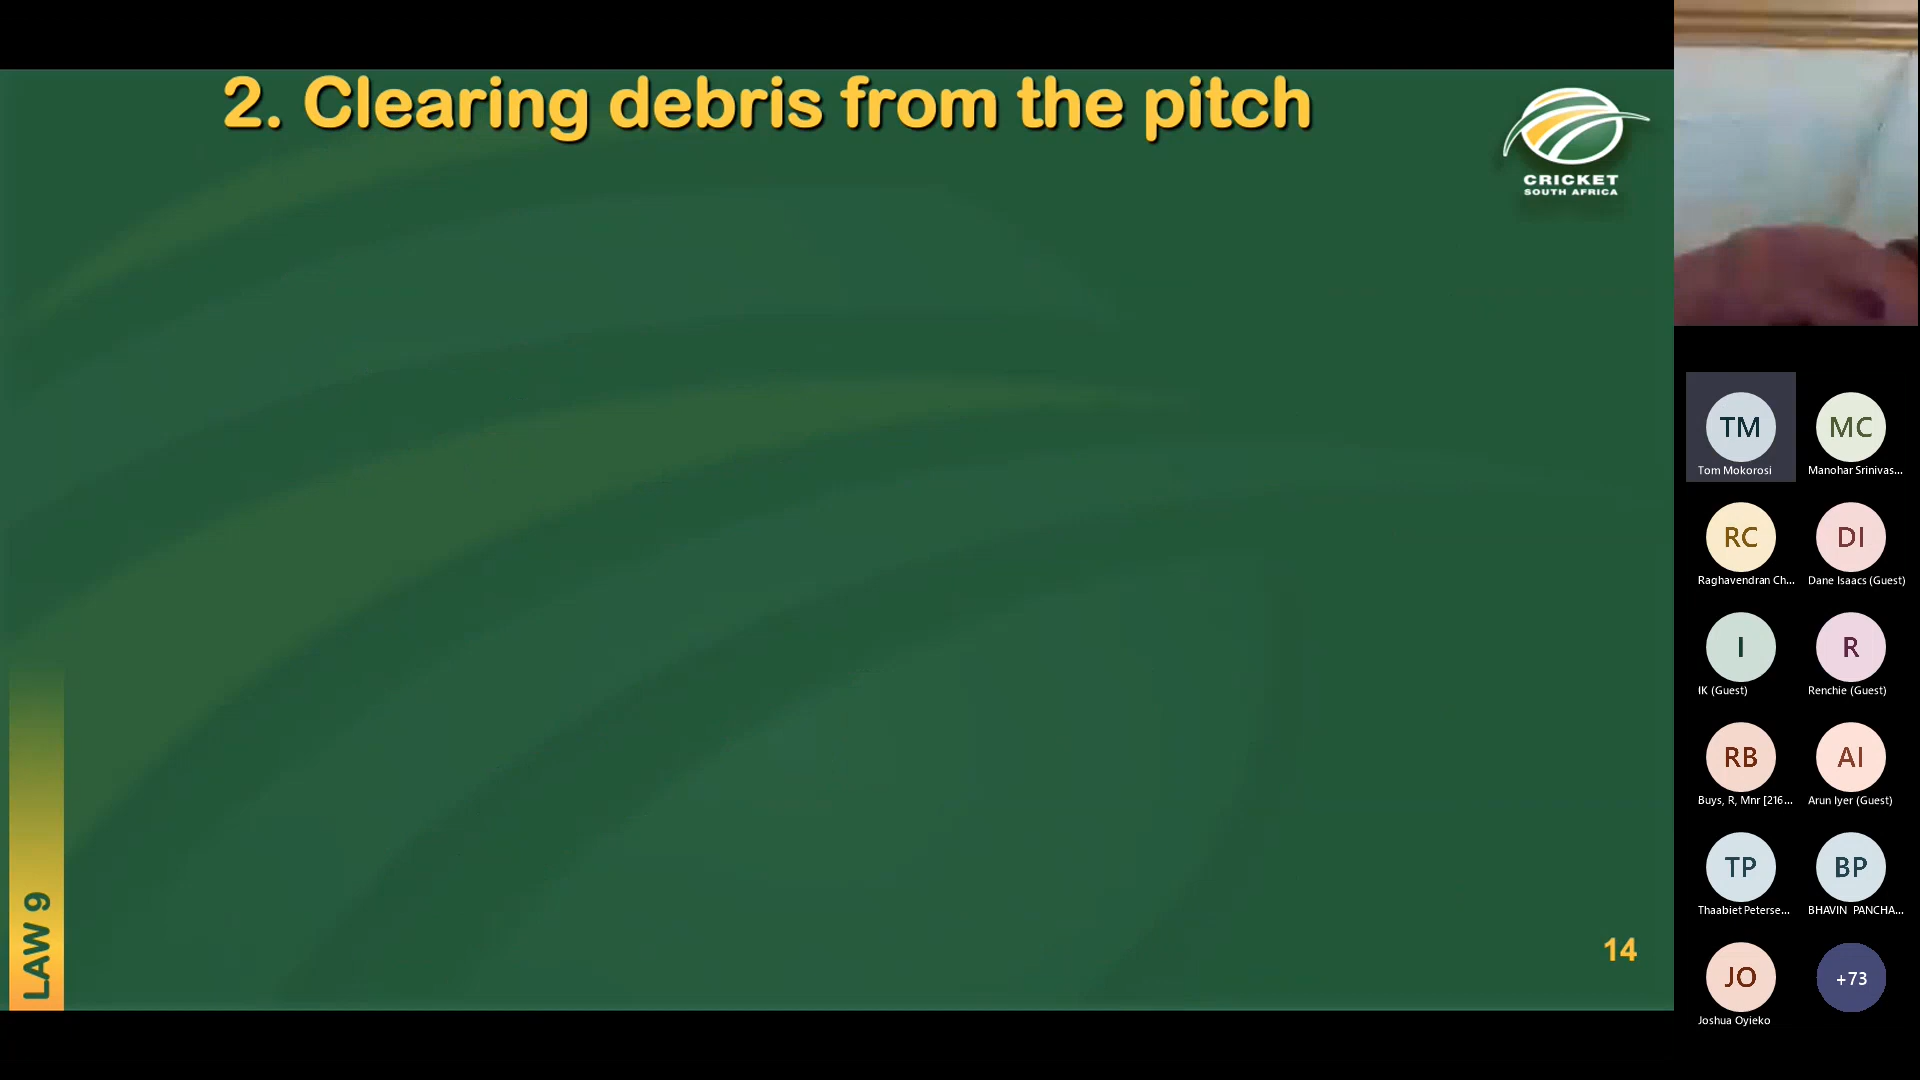 2. Clearing debris from the pitch
CRICKET
SOUTH AFRICA
LAW 9
14
TM
Tom Mokorosi
MC
Manohar Srinivas...
RC
Raghavendran Ch...
DI
Dane Isaacs (Guest)
I
IK (Guest)
R
Renchie (Guest)
RB
Buys, R, Mnr [216...
AI
Arun Iyer (Guest)
TP
Thaabiet Peterse...
BP
BHAVIN PANCHA...
JO
Joshua Oyieko
+73